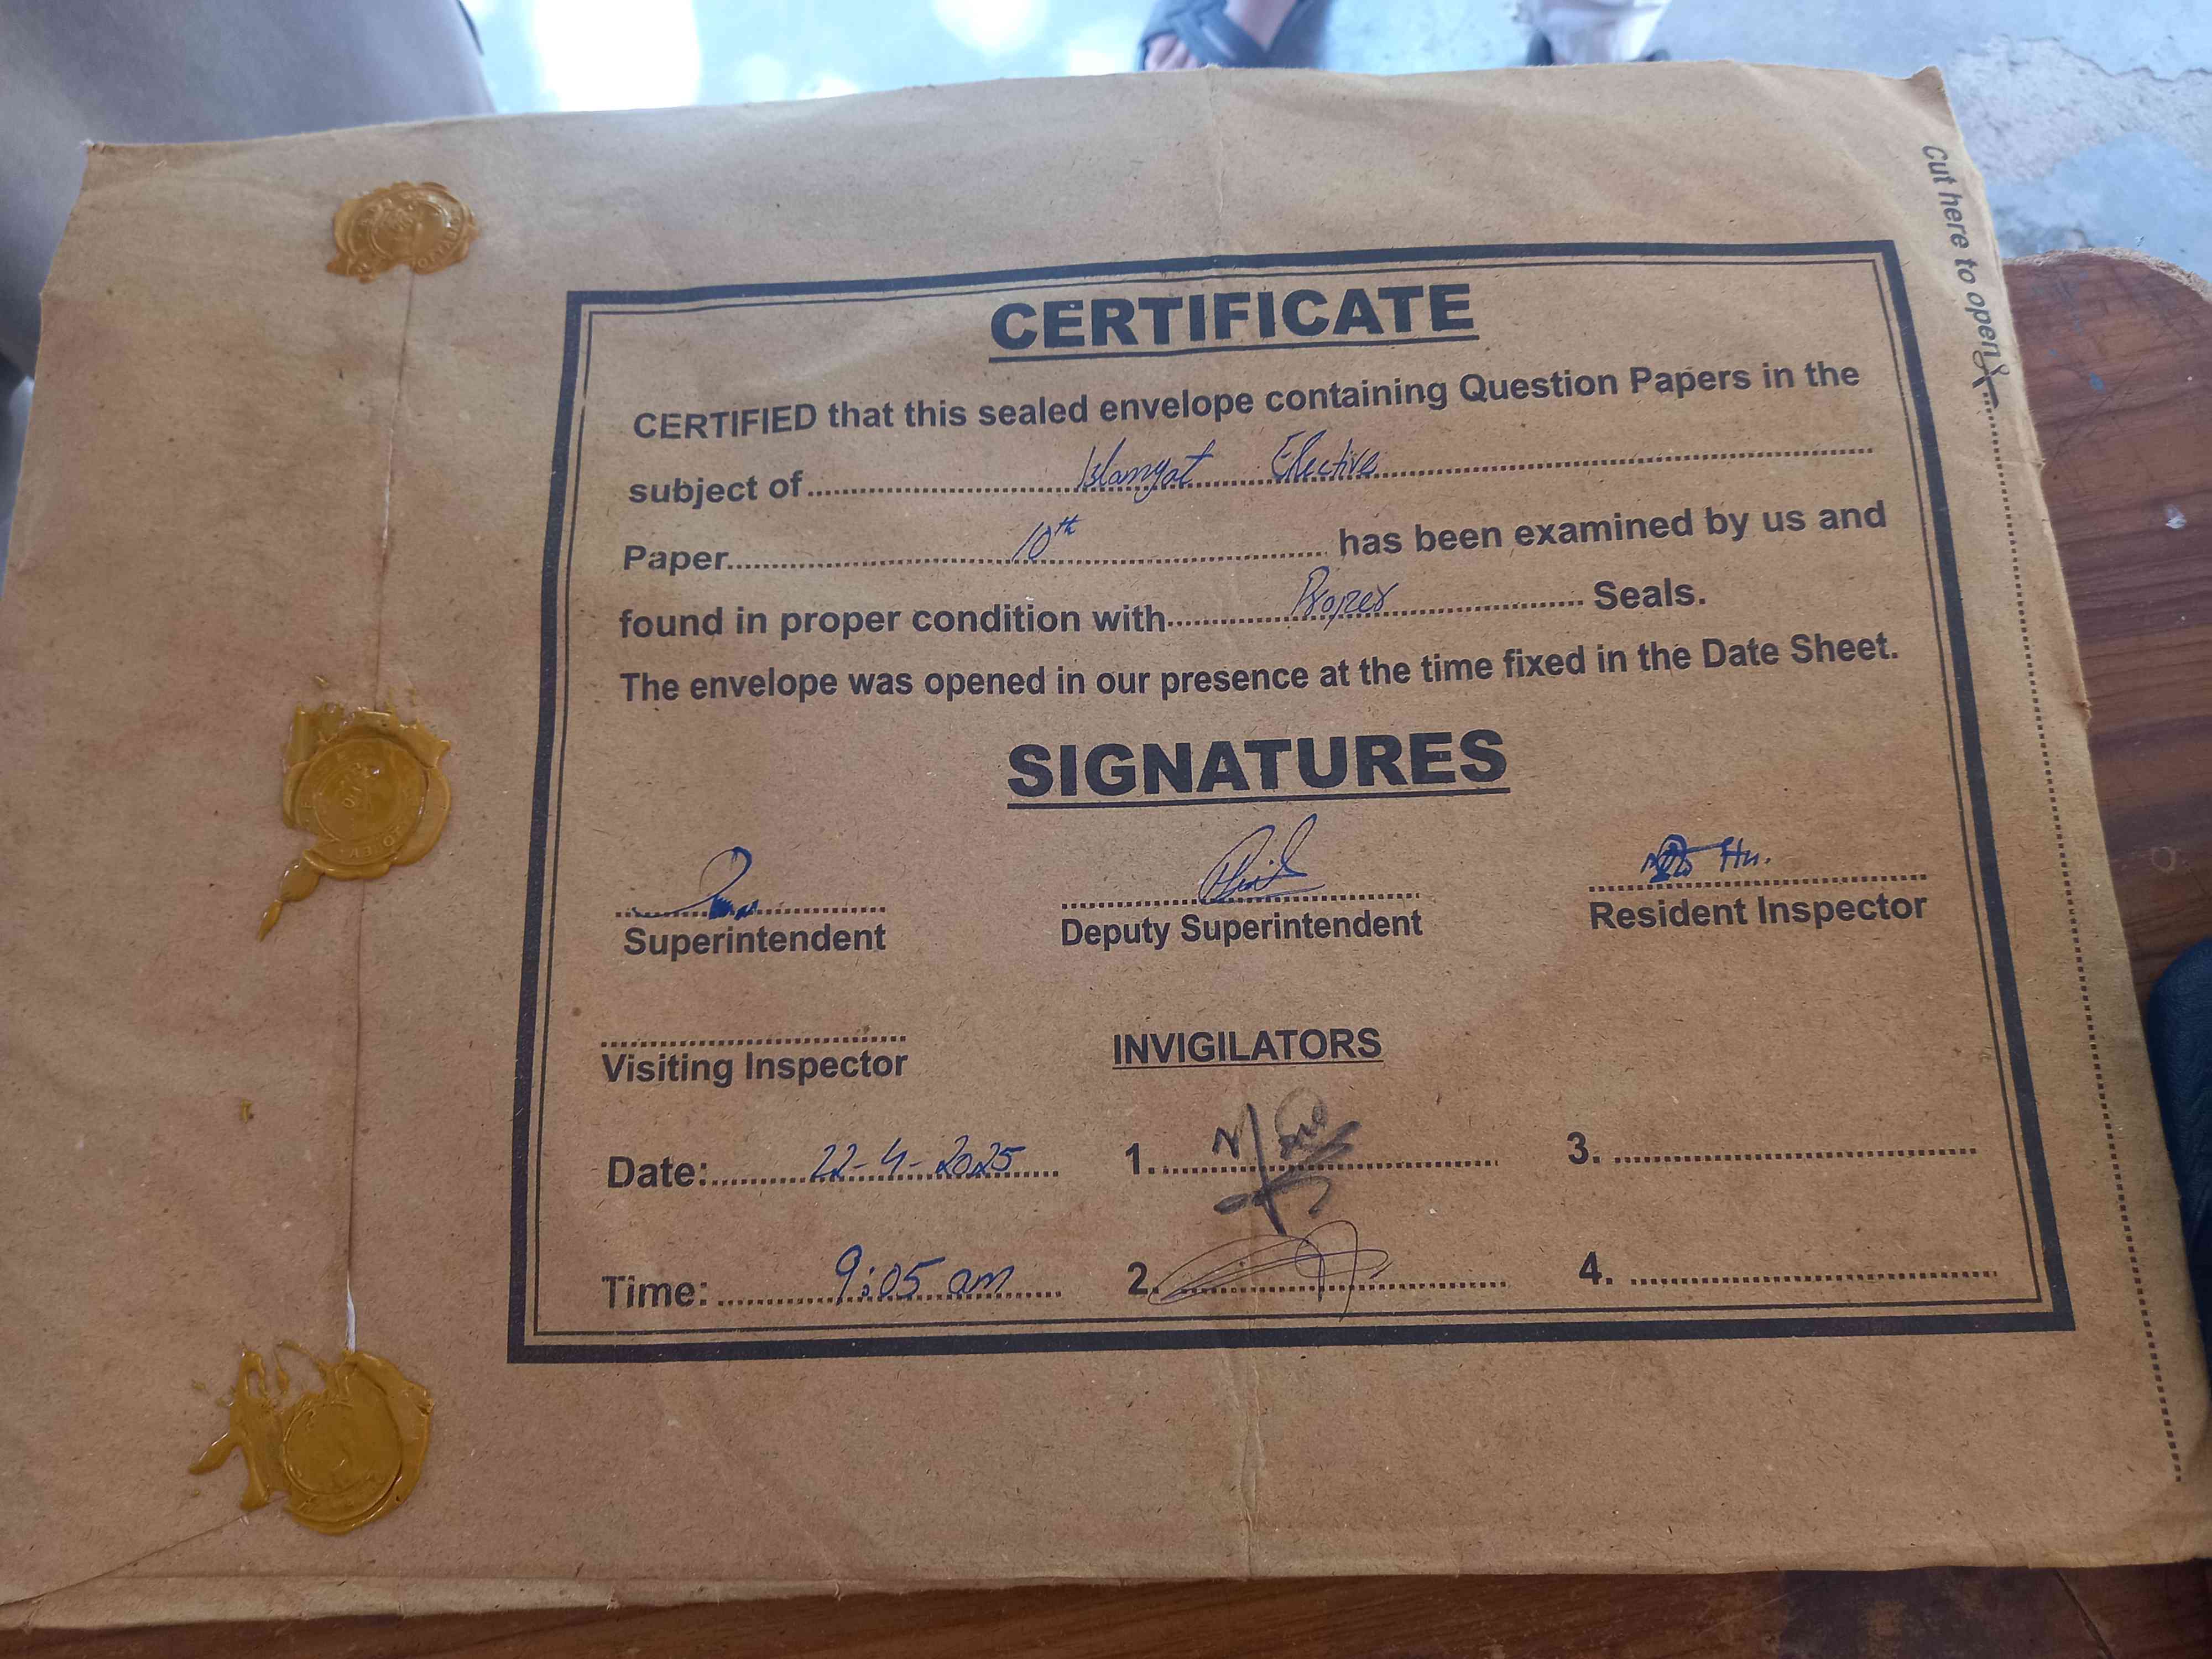 Cut here to open
CERTIFICATE
CERTIFIED that this sealed envelope containing Question Papers in the
subject of Islamyat Elective
Paper 10th has been examined by us and
found in proper condition with Proper Seals.
The envelope was opened in our presence at the time fixed in the Date Sheet.
SIGNATURES
Superintendent
Deputy Superintendent
Resident Inspector
Visiting Inspector
INVIGILATORS
Date: 22-4-2025 1. 3.
Time: 9:05 am 2. 4.